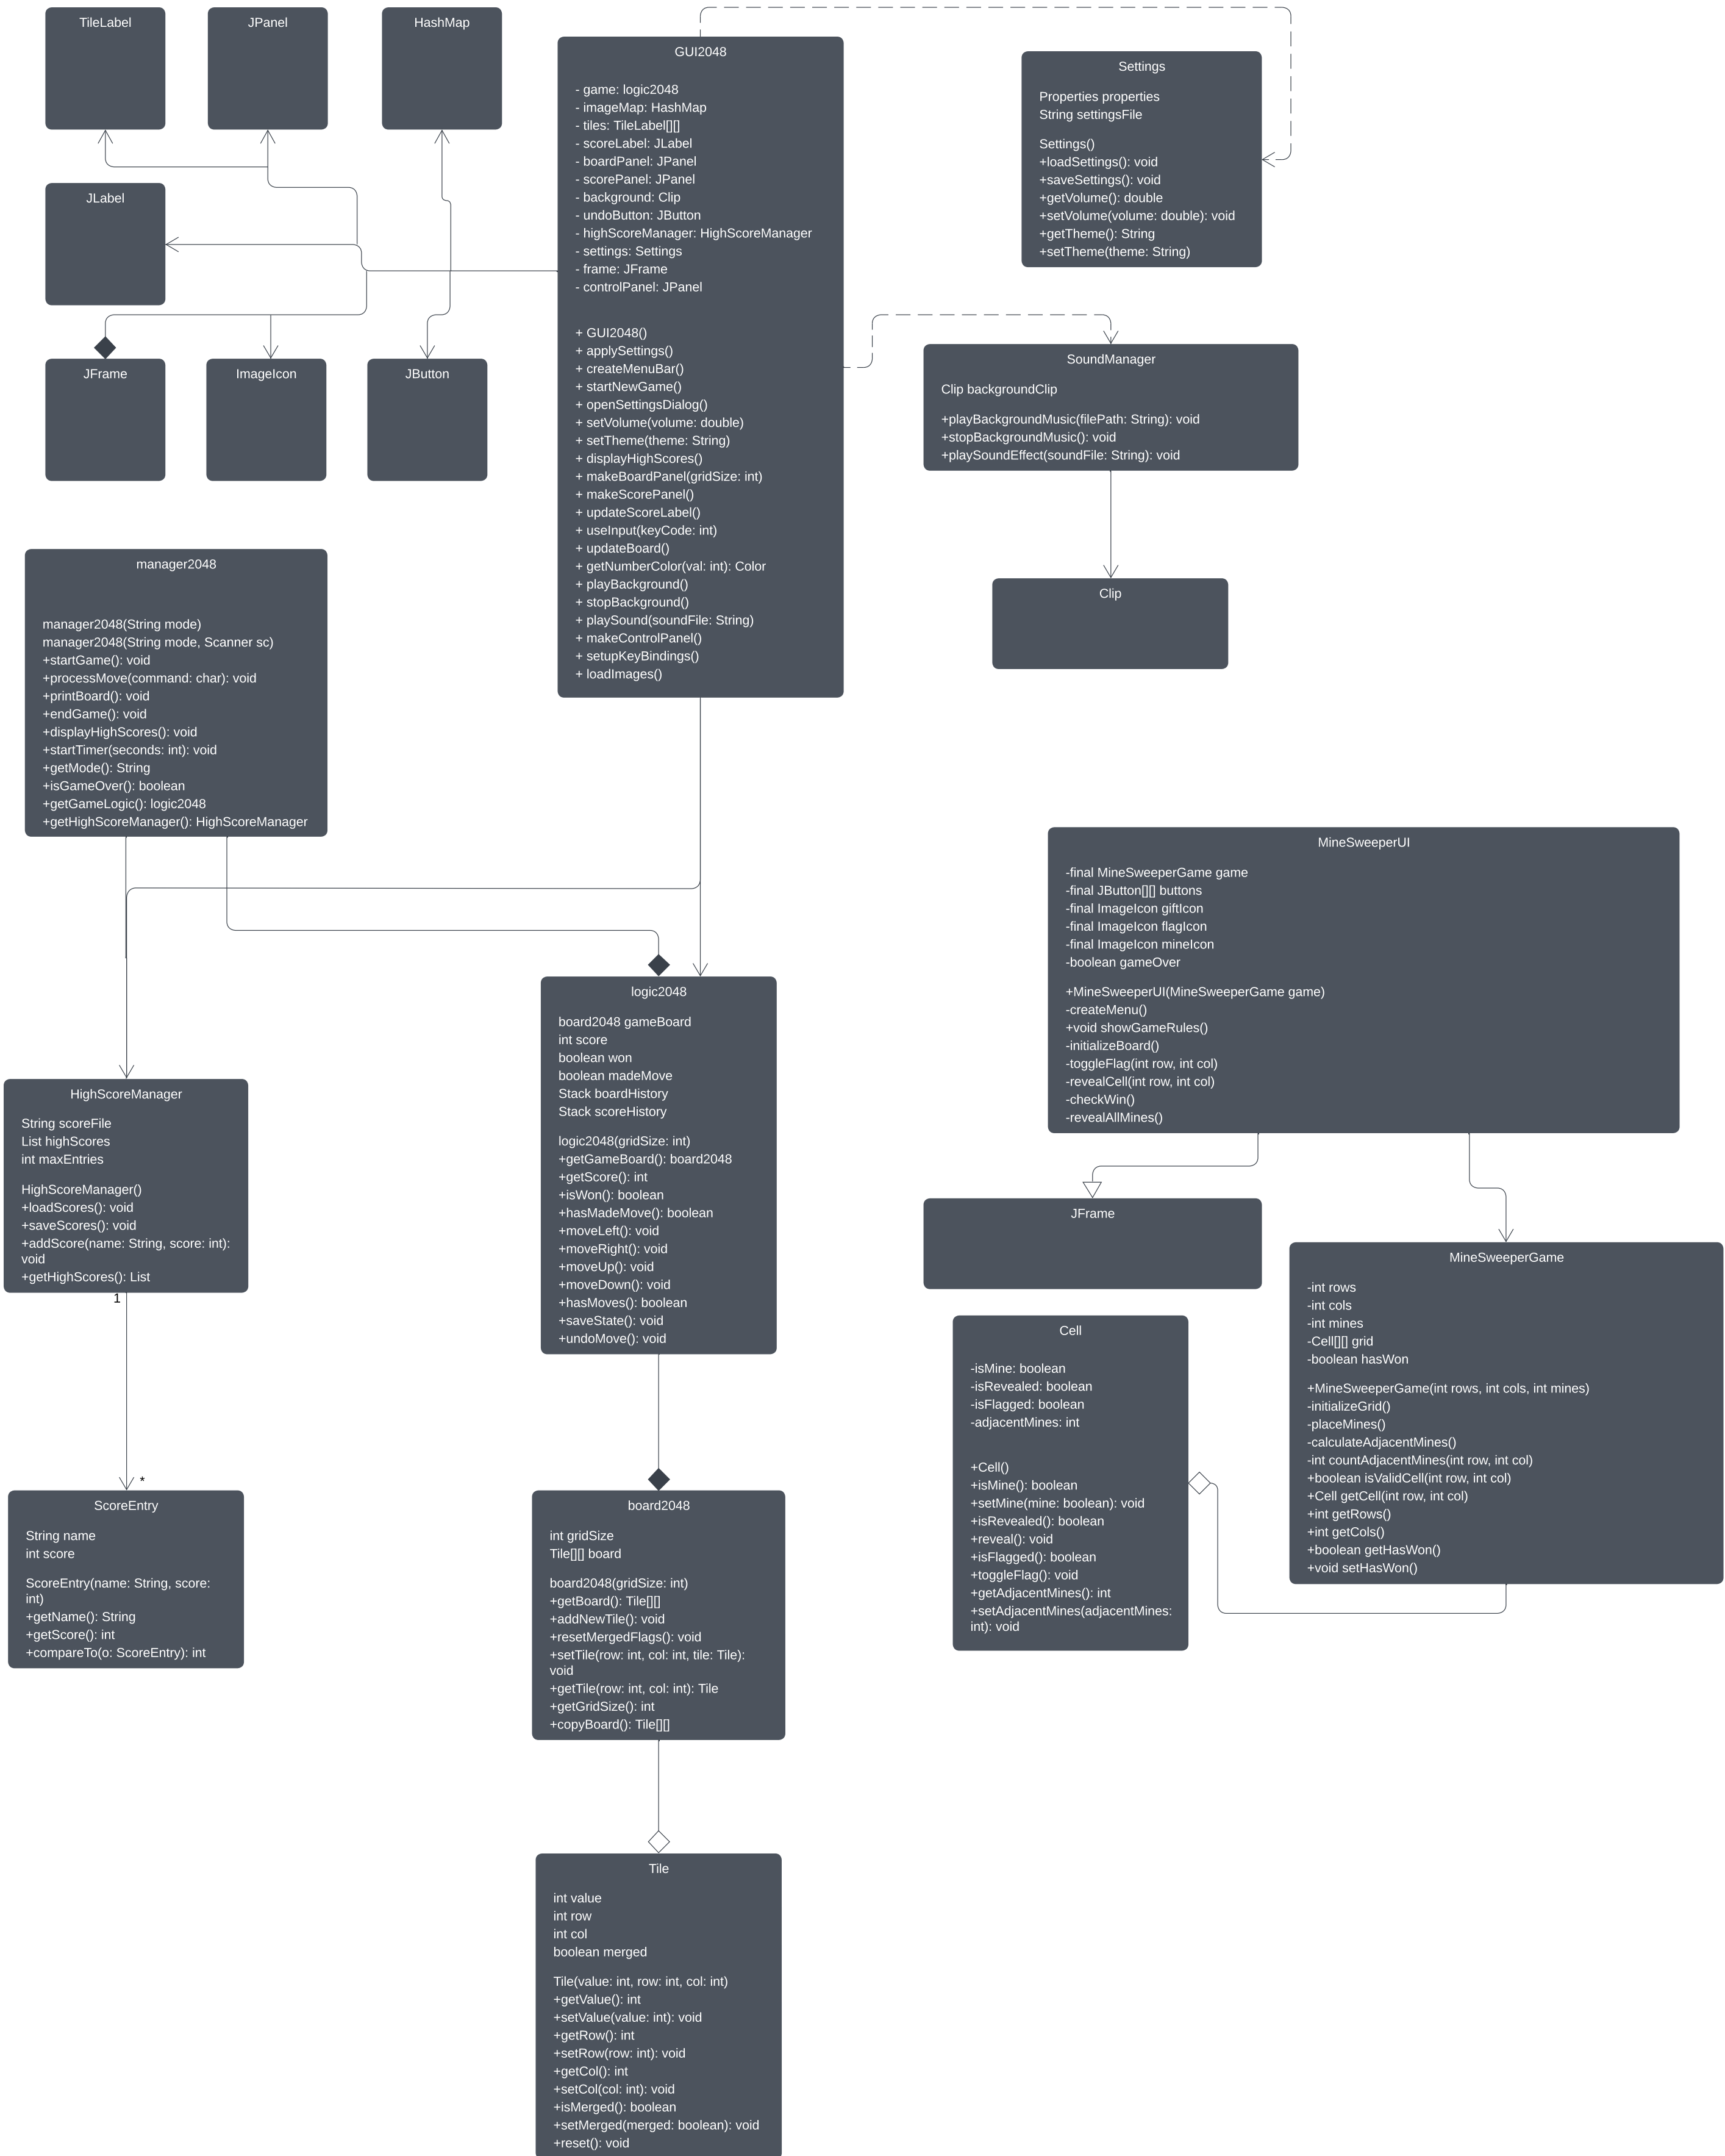 TileLabel
JPanel
HashMap
JLabel
JFrame
ImageIcon
JButton
GUI2048
- game: logic2048
- imageMap: HashMap
- tiles: TileLabel[][]
- scoreLabel: JLabel
- boardPanel: JPanel
- scorePanel: JPanel
- background: Clip
- undoButton: JButton
- highScoreManager: HighScoreManager
- settings: Settings
- frame: JFrame
- controlPanel: JPanel
+ GUI2048()
+ applySettings()
+ createMenuBar()
+ startNewGame()
+ openSettingsDialog()
+ setVolume(volume: double)
+ setTheme(theme: String)
+ displayHighScores()
+ makeBoardPanel(gridSize: int)
+ makeScorePanel()
+ updateScoreLabel()
+ useInput(keyCode: int)
+ updateBoard()
+ getNumberColor(val: int): Color
+ playBackground()
+ stopBackground()
+ playSound(soundFile: String)
+ makeControlPanel()
+ setupKeyBindings()
+ loadImages()
Settings
Properties properties
String settingsFile
Settings()
+loadSettings(): void
+saveSettings(): void
+getVolume(): double
+setVolume(volume: double): void
+getTheme(): String
+setTheme(theme: String)
SoundManager
Clip backgroundClip
+playBackgroundMusic(filePath: String): void
+stopBackgroundMusic(): void
+playSoundEffect(soundFile: String): void
Clip
manager2048
manager2048(String mode)
manager2048(String mode, Scanner sc)
+startGame(): void
+processMove(command: char): void
+printBoard(): void
+endGame(): void
+displayHighScores(): void
+startTimer(seconds: int): void
+getMode(): String
+isGameOver(): boolean
+getGameLogic(): logic2048
+getHighScoreManager(): HighScoreManager
MineSweeperUI
-final MineSweeperGame game
-final JButton[][] buttons
-final ImageIcon giftIcon
-final ImageIcon flagIcon
-final ImageIcon mineIcon
-boolean gameOver
+MineSweeperUI(MineSweeperGame game)
-createMenu()
+void showGameRules()
-initializeBoard()
-toggleFlag(int row, int col)
-revealCell(int row, int col)
-checkWin()
-revealAllMines()
logic2048
board2048 gameBoard
int score
boolean won
boolean madeMove
Stack boardHistory
Stack scoreHistory
logic2048(gridSize: int)
+getGameBoard(): board2048
+getScore(): int
+isWon(): boolean
+hasMadeMove(): boolean
+moveLeft(): void
+moveRight(): void
+moveUp(): void
+moveDown(): void
+hasMoves(): boolean
+saveState(): void
+undoMove(): void
HighScoreManager
String scoreFile
List highScores
int maxEntries
HighScoreManager()
+loadScores(): void
+saveScores(): void
+addScore(name: String, score: int):
void
+getHighScores(): List
1
*
JFrame
MineSweeperGame
-int rows
-int cols
-int mines
-Cell[][] grid
-boolean hasWon
+MineSweeperGame(int rows, int cols, int mines)
-initializeGrid()
-placeMines()
-calculateAdjacentMines()
-int countAdjacentMines(int row, int col)
+boolean isValidCell(int row, int col)
+Cell getCell(int row, int col)
+int getRows()
+int getCols()
+boolean getHasWon()
+void setHasWon()
Cell
-isMine: boolean
-isRevealed: boolean
-isFlagged: boolean
-adjacentMines: int
+Cell()
+isMine(): boolean
+setMine(mine: boolean): void
+isRevealed(): boolean
+reveal(): void
+isFlagged(): boolean
+toggleFlag(): void
+getAdjacentMines(): int
+setAdjacentMines(adjacentMines:
int): void
ScoreEntry
String name
int score
ScoreEntry(name: String, score:
int)
+getName(): String
+getScore(): int
+compareTo(o: ScoreEntry): int
board2048
int gridSize
Tile[][] board
board2048(gridSize: int)
+getBoard(): Tile[][]
+addNewTile(): void
+resetMergedFlags(): void
+setTile(row: int, col: int, tile: Tile):
void
+getTile(row: int, col: int): Tile
+getGridSize(): int
+copyBoard(): Tile[][]
Tile
int value
int row
int col
boolean merged
Tile(value: int, row: int, col: int)
+getValue(): int
+setValue(value: int): void
+getRow(): int
+setRow(row: int): void
+getCol(): int
+setCol(col: int): void
+isMerged(): boolean
+setMerged(merged: boolean): void
+reset(): void